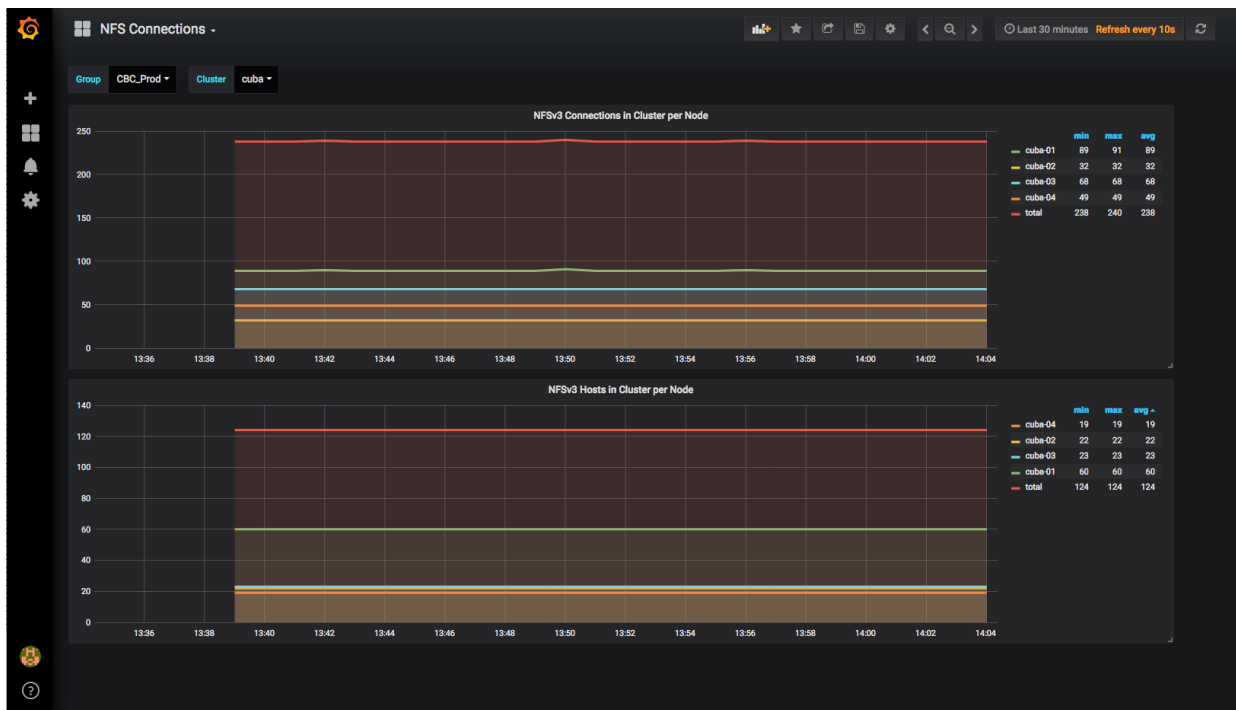 NFS Connections
Last 30 minutes Refresh every 10s
Group CBC_Prod Cluster cuba
NFSv3 Connections in Cluster per Node
250
200
150
100
50
0
13:36 13:38 13:40 13:42 13:44 13:46 13:48 13:50 13:52 13:54 13:56 13:58 14:00 14:02 14:04
min max avg
cuba-01 89 91 89
cuba-02 32 32 32
cuba-03 68 68 68
cuba-04 49 49 49
total 238 240 238
NFSv3 Hosts in Cluster per Node
140
120
100
80
60
40
20
0
13:36 13:38 13:40 13:42 13:44 13:46 13:48 13:50 13:52 13:54 13:56 13:58 14:00 14:02 14:04
min max avg
cuba-04 19 19 19
cuba-02 22 22 22
cuba-03 23 23 23
cuba-01 60 60 60
total 124 124 124
?